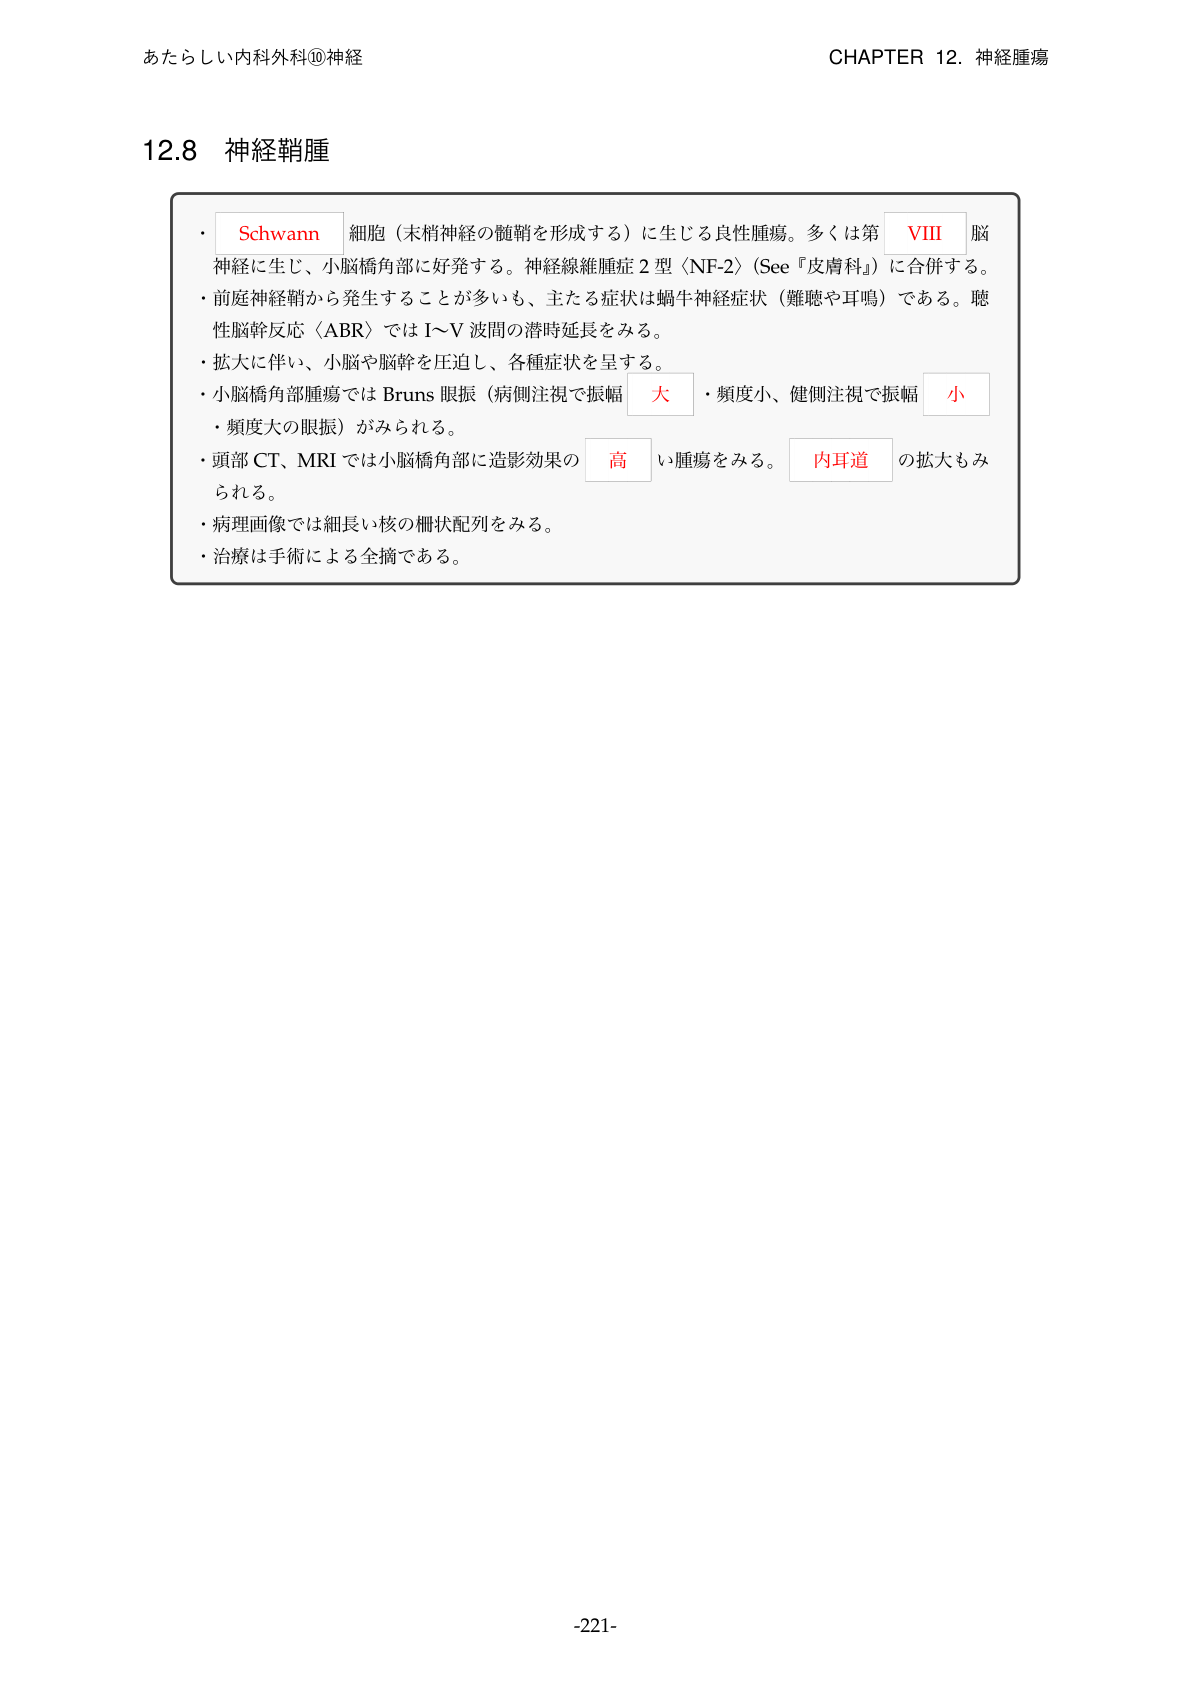 あたらしい内科外科⑩神経
CHAPTER 12. 神経腫瘍
12.8 神経鞘腫
・ Schwann 細胞（末梢神経の髄鞘を形成する）に生じる良性腫瘍。多くは第 VIII 脳
神経に生じ、小脳橋角部に好発する。神経線維腫症 2 型〈NF-2〉（See『皮膚科』）に合併する。
・前庭神経鞘から発生することが多いも、主たる症状は蝸牛神経症状（難聴や耳鳴）である。聴
性脳幹反応〈ABR〉では I〜V 波間の潜時延長をみる。
・拡大に伴い、小脳や脳幹を圧迫し、各種症状を呈する。
・小脳橋角部腫瘍では Bruns 眼振（病側注視で振幅 大 ・頻度小、健側注視で振幅 小
・頻度大の眼振）がみられる。
・頭部 CT、MRI では小脳橋角部に造影効果の 高 い腫瘍をみる。 内耳道 の拡大もみ
られる。
・病理画像では細長い核の柵状配列をみる。
・治療は手術による全摘である。
-221-